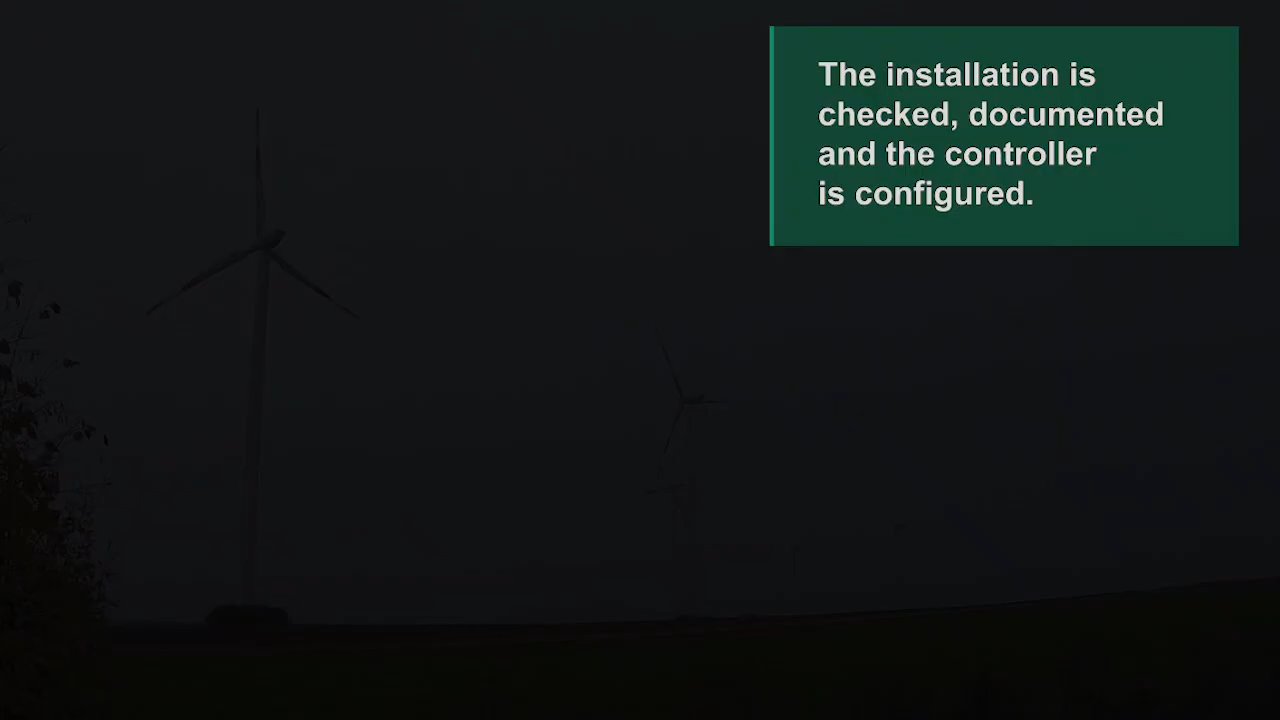 The installation is
checked, documented
and the controller
is configured.